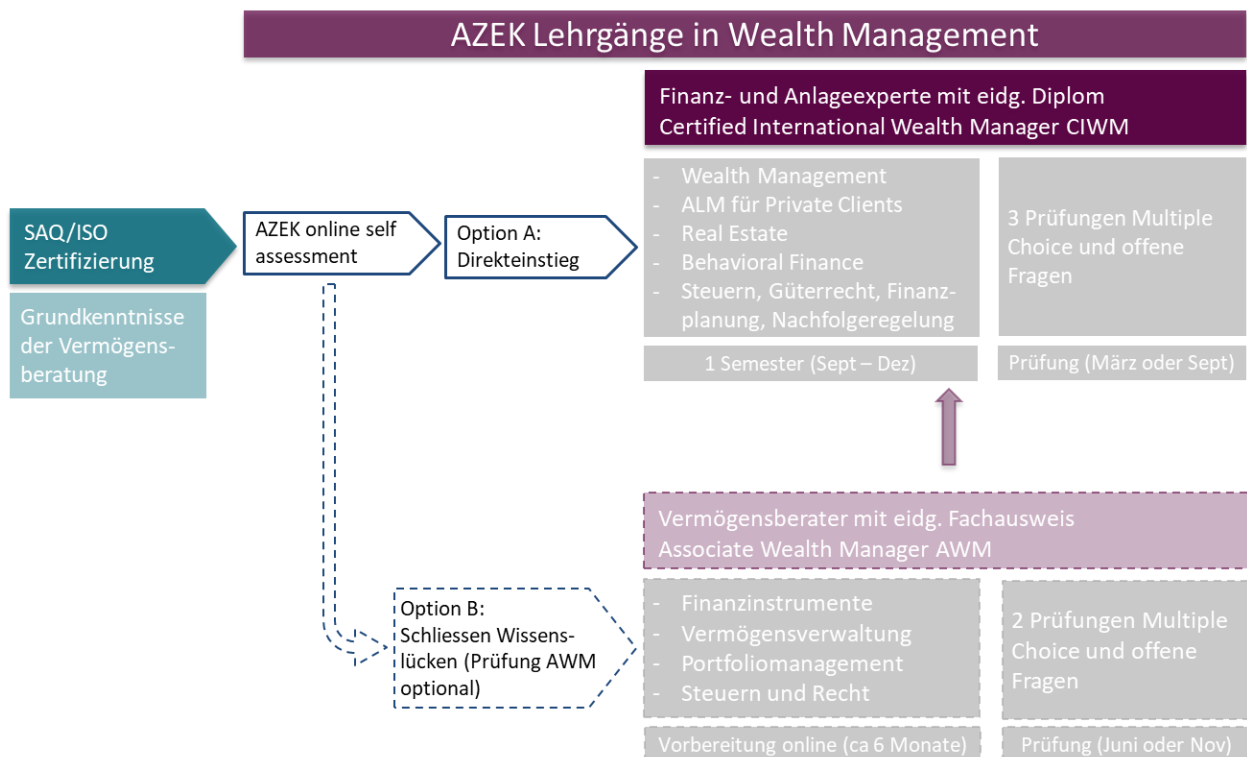 AZEK Lehrgänge in Wealth Management
Finanz- und Anlageexperte mit eidg. Diplom
Certified International Wealth Manager CIWM
SAQ/ISO
Zertifizierung
Grundkenntnisse
der Vermögens-
beratung
AZEK online self
assessment
Option A:
Direkteinstieg
- Wealth Management
- ALM für Private Clients
- Real Estate
- Behavioral Finance
- Steuern, Güterrecht, Finanz-
planung, Nachfolgeregelung
3 Prüfungen Multiple
Choice und offene
Fragen
1 Semester (Sept – Dez)
Prüfung (März oder Sept)
Vermögensberater mit eidg. Fachausweis
Associate Wealth Manager AWM
Option B:
Schliessen Wissens-
lücken (Prüfung AWM
optional)
- Finanzinstrumente
- Vermögensverwaltung
- Portfoliomanagement
- Steuern und Recht
2 Prüfungen Multiple
Choice und offene
Fragen
Vorbereitung online (ca 6 Monate)
Prüfung (Juni oder Nov)